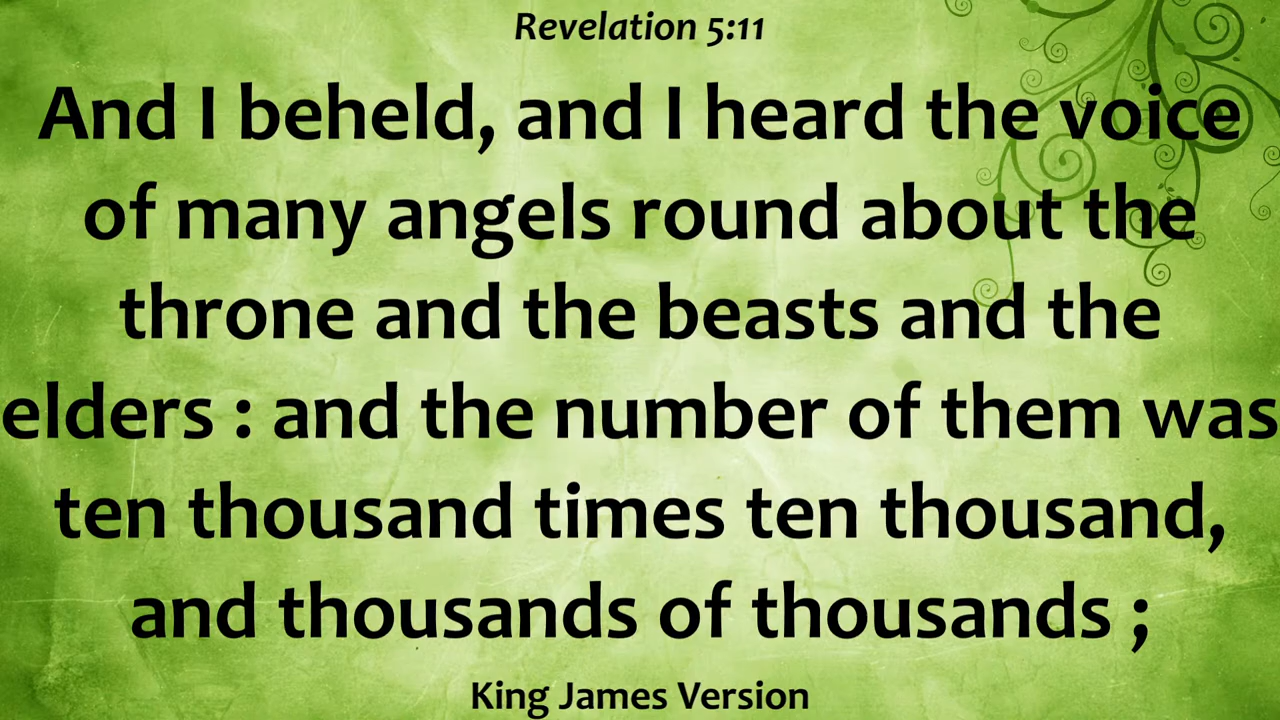 Revelation 5:11
And I beheld, and I heard the voice
of many angels round about the
throne and the beasts and the
elders : and the number of them was
ten thousand times ten thousand,
and thousands of thousands ;
King James Version